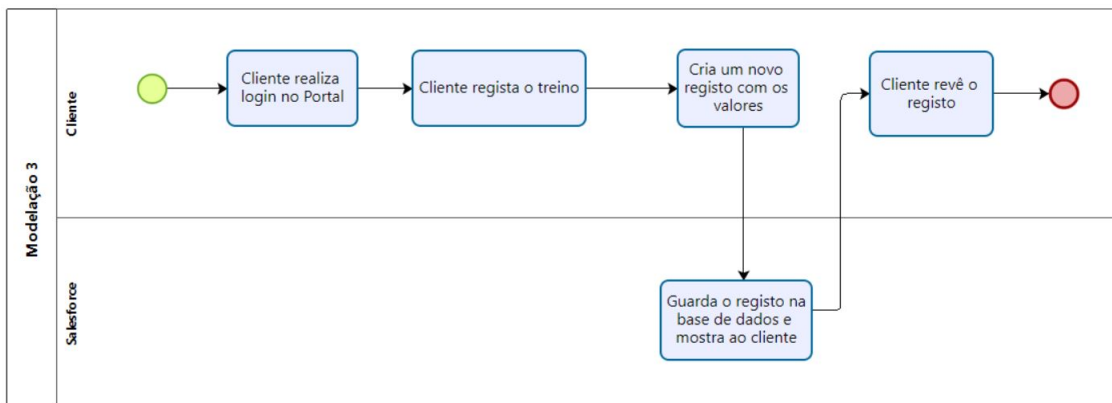 Modelação 3
Cliente
Cliente realiza
login no Portal
Cliente regista o treino
Cria um novo
registo com os
valores
Cliente revê o
registo
Salesforce
Guarda o registo na
base de dados e
mostra ao cliente